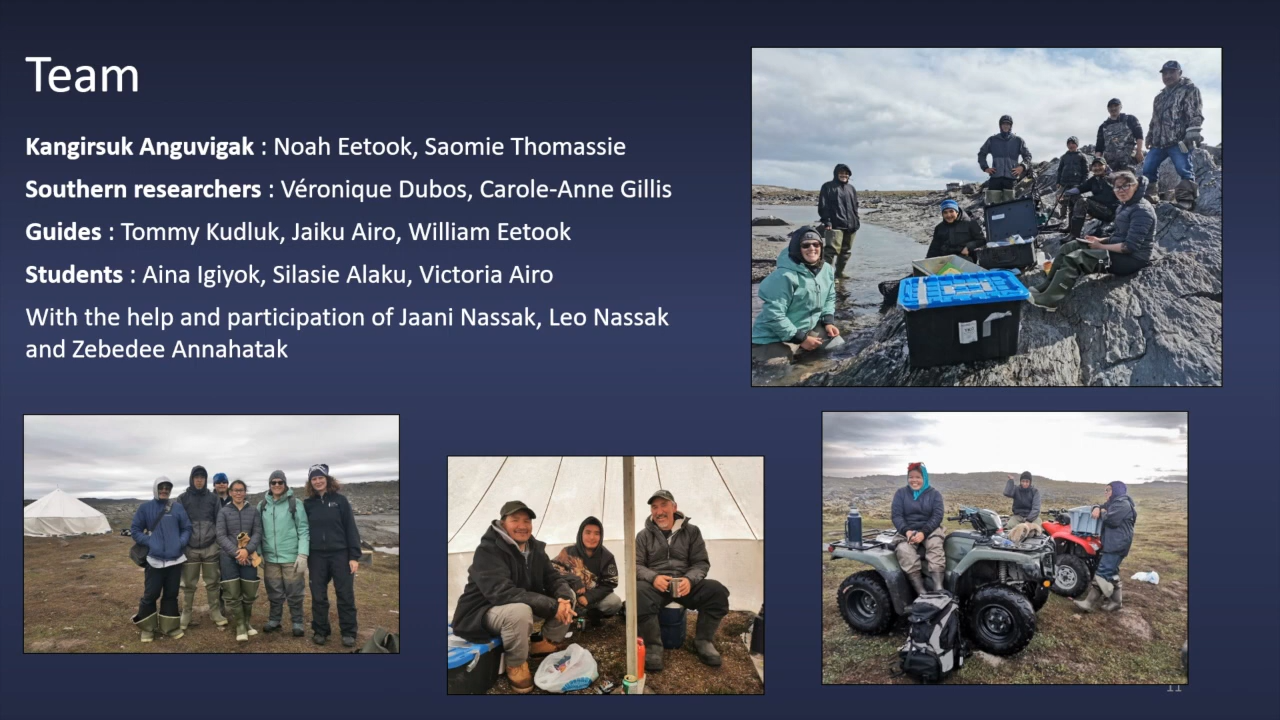 Team
Kangirsuk Anguvigak : Noah Eetook, Saomie Thomassie
Southern researchers : Véronique Dubos, Carole-Anne Gillis
Guides : Tommy Kudluk, Jaiku Airo, William Eetook
Students : Aina Igiyok, Silasie Alaku, Victoria Airo
With the help and participation of Jaani Nassak, Leo Nassak
and Zebedee Annahatak
11